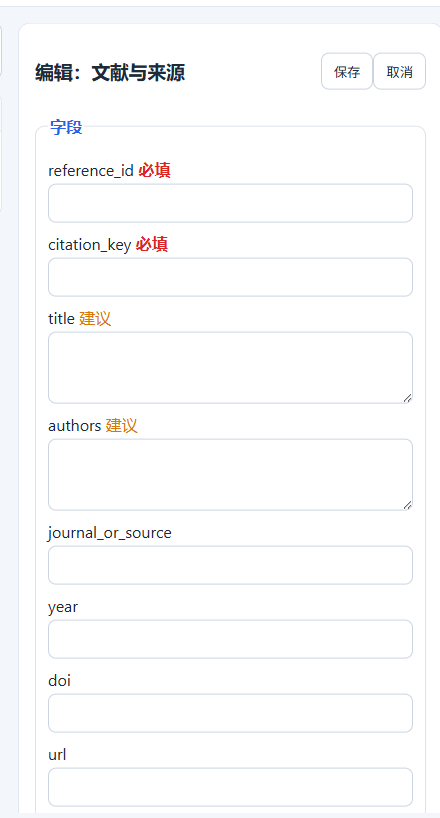 编辑：文献与来源
保存
取消
字段
reference_id 必填
citation_key 必填
title 建议
authors 建议
journal_or_source
year
doi
url